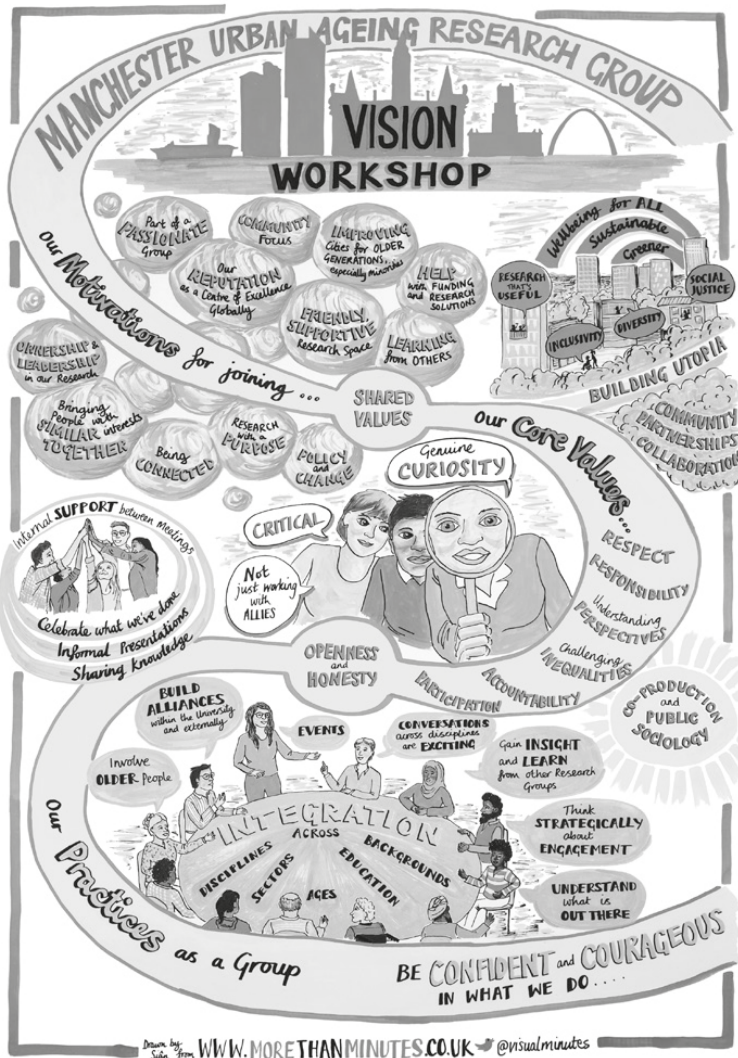 MANCHESTER URBAN AGEING RESEARCH GROUP
VISION
WORKSHOP
Our Motivations for joining ...
Part of a
PASSIONATE
Group
COMMUNITY
Focus
IMPROVING
Cities for OLDER
GENERATIONS,
especially minorities
Our
REPUTATION
as a Centre of Excellence
Globally
HELP
with FUNDING
and RESEARCH
SOLUTIONS
FRIENDLY,
SUPPORTIVE
Research Space
LEARNING
from OTHERS
OWNERSHIP &
LEADERSHIP
in our Research
Bringing
People with
SIMILAR interests
TOGETHER
Being
CONNECTED
RESEARCH
with a
PURPOSE
POLICY
and
CHANGE
Wellbeing for ALL
Sustainable
Greener
RESEARCH
THAT'S
USEFUL
SOCIAL
JUSTICE
INCLUSIVITY
DIVERSITY
BUILDING UTOPIA
COMMUNITY
PARTNERSHIPS
COLLABORATION
SHARED
VALUES
Our Core Values...
RESPECT
RESPONSIBILITY
Understanding
PERSPECTIVES
Challenging
INEQUALITIES
ACCOUNTABILITY
PARTICIPATION
Genuine
CURIOSITY
CRITICAL
Not
just working
with
ALLIES
Internal SUPPORT between Meetings
Celebrate what we've done
Informal Presentations
Sharing Knowledge
OPENNESS
and
HONESTY
CO-PRODUCTION
and
PUBLIC
SOCIOLOGY
Our Practices as a Group
BUILD
ALLIANCES
within the University
and externally
EVENTS
CONVERSATIONS
across disciplines
are EXCITING
Involve
OLDER People
Gain INSIGHT
and LEARN
from other Research
Groups
Think
STRATEGICALLY
about
ENGAGEMENT
UNDERSTAND
what is
OUT THERE
INTEGRATION
ACROSS
DISCIPLINES
SECTORS
AGES
EDUCATION
BACKGROUNDS
BE CONFIDENT and COURAGEOUS
IN WHAT WE DO ....
Drawn by
from WWW.MORETHANMINUTES.CO.UK @visualminutes